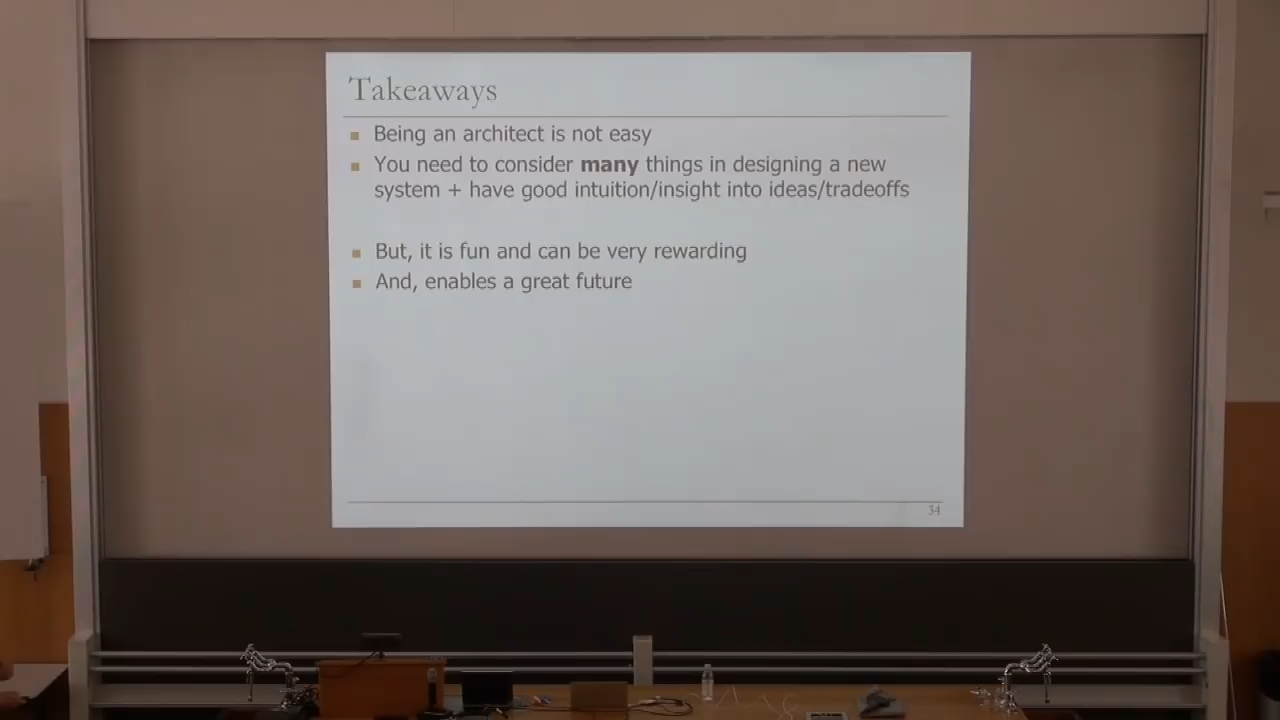 Takeaways
Being an architect is not easy
You need to consider many things in designing a new
system + have good intuition/insight into ideas/tradeoffs
But, it is fun and can be very rewarding
And, enables a great future
34